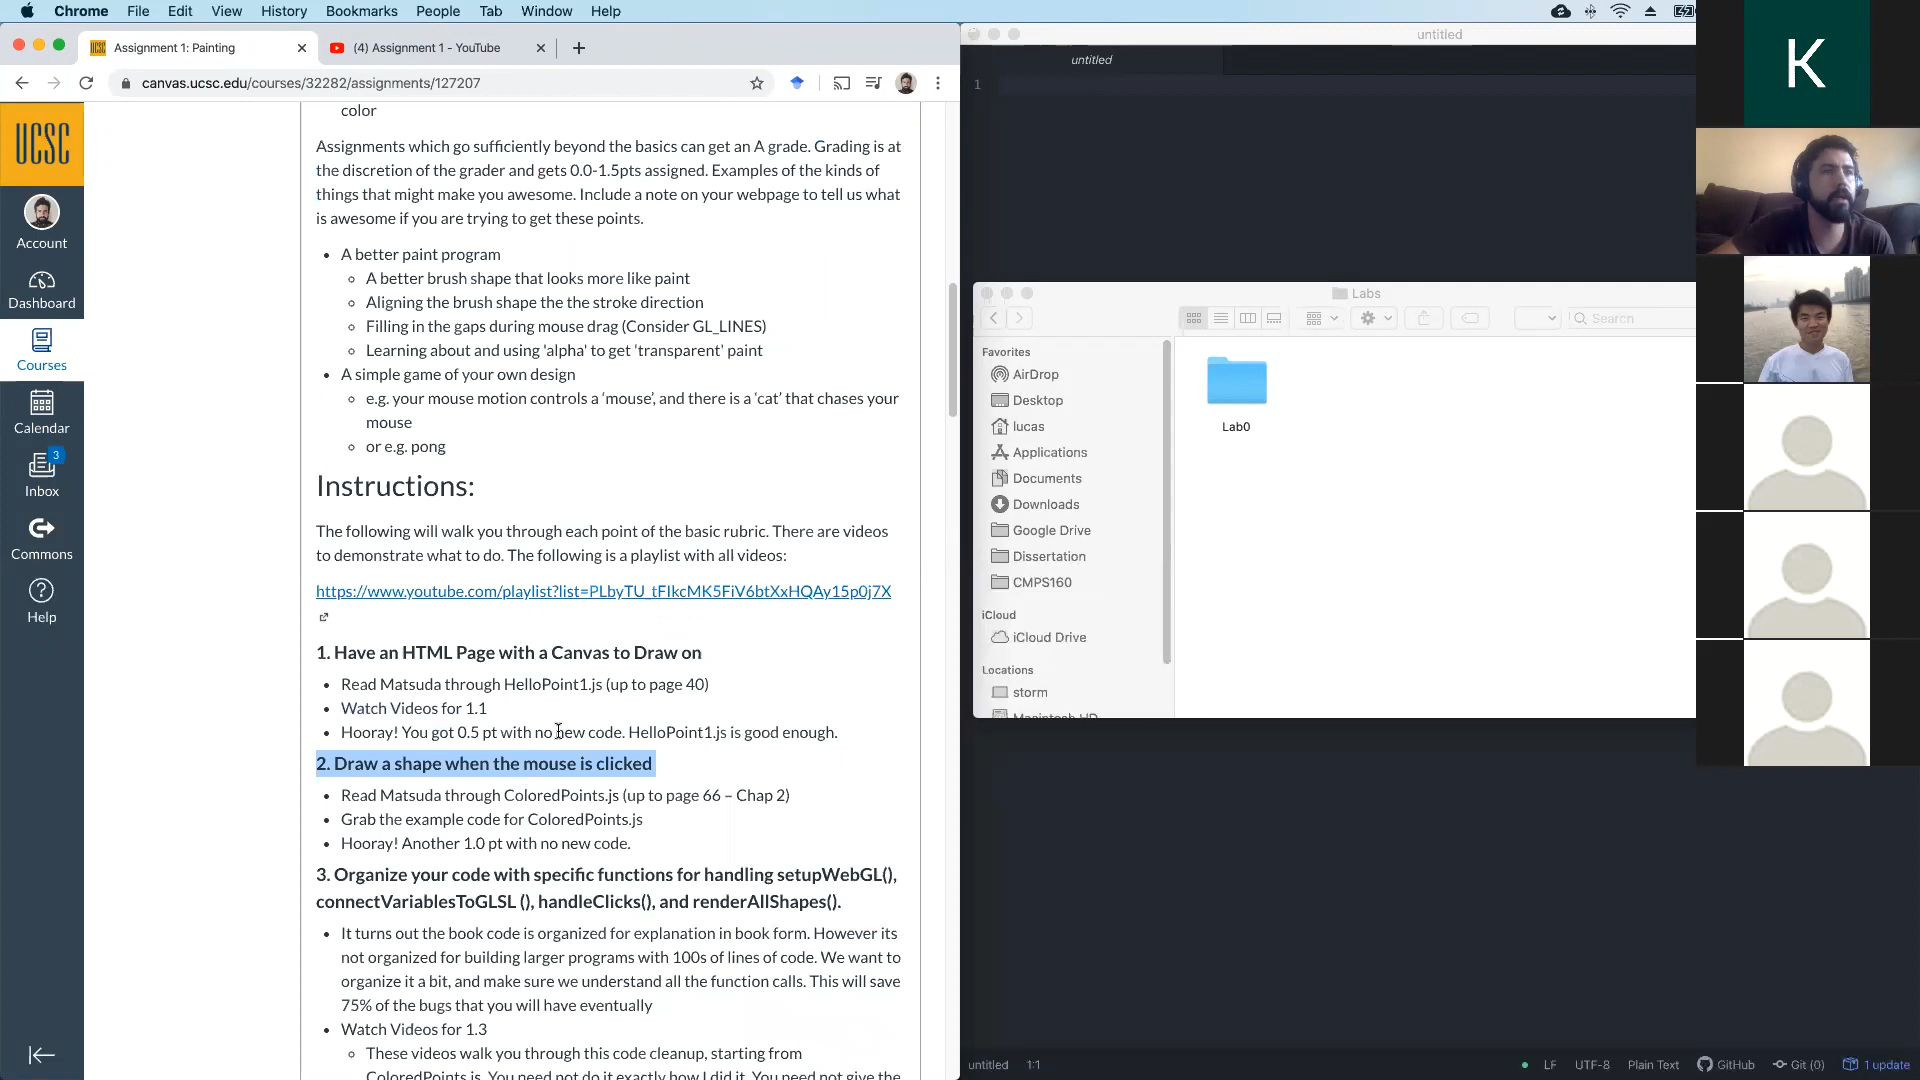 Chrome File Edit View History Bookmarks People Tab Window Help
Assignment 1: Painting
(4) Assignment 1 - YouTube
canvas.ucsc.edu/courses/32282/assignments/127207
UCSC
Account
Dashboard
Courses
Calendar
3
Inbox
Commons
Help
color
Assignments which go sufficiently beyond the basics can get an A grade. Grading is at
the discretion of the grader and gets 0.0-1.5pts assigned. Examples of the kinds of
things that might make you awesome. Include a note on your webpage to tell us what
is awesome if you are trying to get these points.
• A better paint program
◦ A better brush shape that looks more like paint
◦ Aligning the brush shape the the stroke direction
◦ Filling in the gaps during mouse drag (Consider GL_LINES)
◦ Learning about and using 'alpha' to get 'transparent' paint
• A simple game of your own design
◦ e.g. your mouse motion controls a ‘mouse’, and there is a ‘cat’ that chases your
mouse
◦ or e.g. pong
Instructions:
The following will walk you through each point of the basic rubric. There are videos
to demonstrate what to do. The following is a playlist with all videos:
https://www.youtube.com/playlist?list=PLbyTU_tFIkcMK5FiV6btXxHQAy15p0j7X
1. Have an HTML Page with a Canvas to Draw on
• Read Matsuda through HelloPoint1.js (up to page 40)
• Watch Videos for 1.1
• Hooray! You got 0.5 pt with no new code. HelloPoint1.js is good enough.
2. Draw a shape when the mouse is clicked
• Read Matsuda through ColoredPoints.js (up to page 66 – Chap 2)
• Grab the example code for ColoredPoints.js
• Hooray! Another 1.0 pt with no new code.
3. Organize your code with specific functions for handling setupWebGL(),
connectVariablesToGLSL (), handleClicks(), and renderAllShapes().
• It turns out the book code is organized for explanation in book form. However its
not organized for building larger programs with 100s of lines of code. We want to
organize it a bit, and make sure we understand all the function calls. This will save
75% of the bugs that you will have eventually
• Watch Videos for 1.3
◦ These videos walk you through this code cleanup, starting from
ColoredPoints.js. You need not do it exactly how I did it. You need not give the
untitled
untitled
1
Labs
Search
Favorites
AirDrop
Desktop
lucas
Applications
Documents
Downloads
Google Drive
Dissertation
CMPS160
iCloud
iCloud Drive
Locations
storm
Macintosh HD
Lab0
untitled 1:1
LF UTF-8 Plain Text GitHub Git (0) 1 update
K